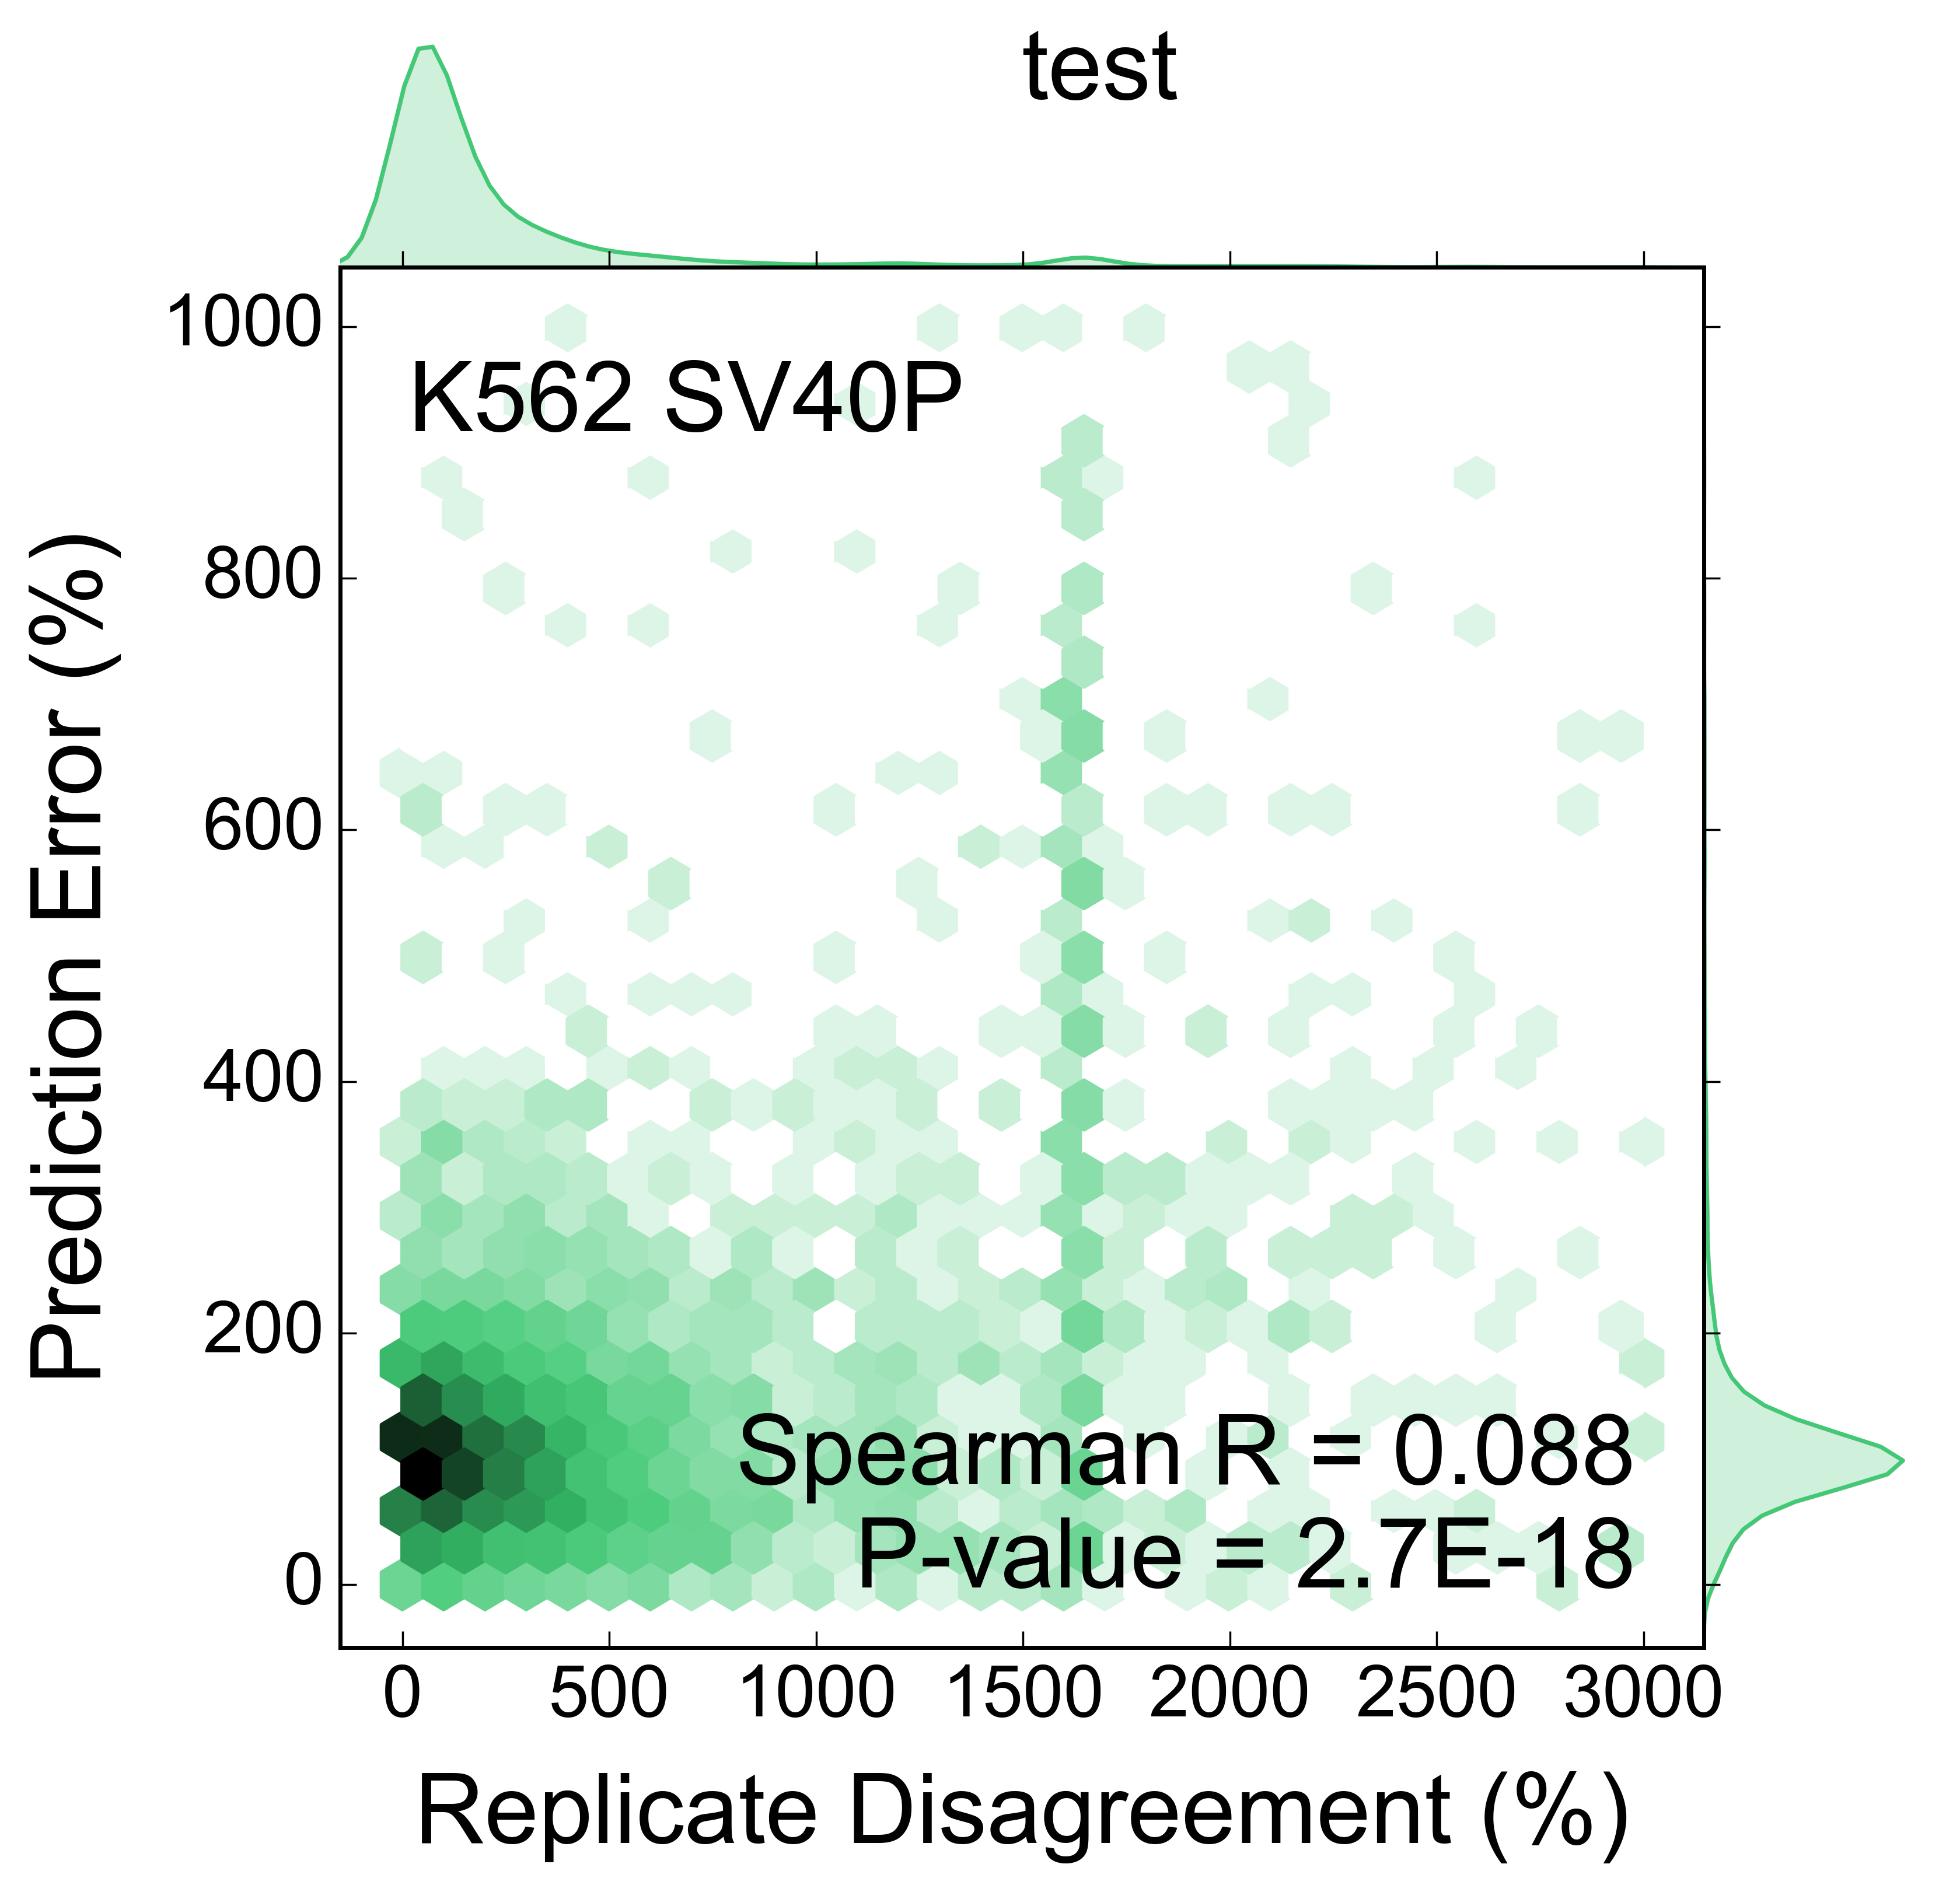 test
1000
800
600
400
200
0
Prediction Error (%)
K562 SV40P
Spearman R = 0.088
P-value = 2.7E-18
0 500 1000 1500 2000 2500 3000
Replicate Disagreement (%)